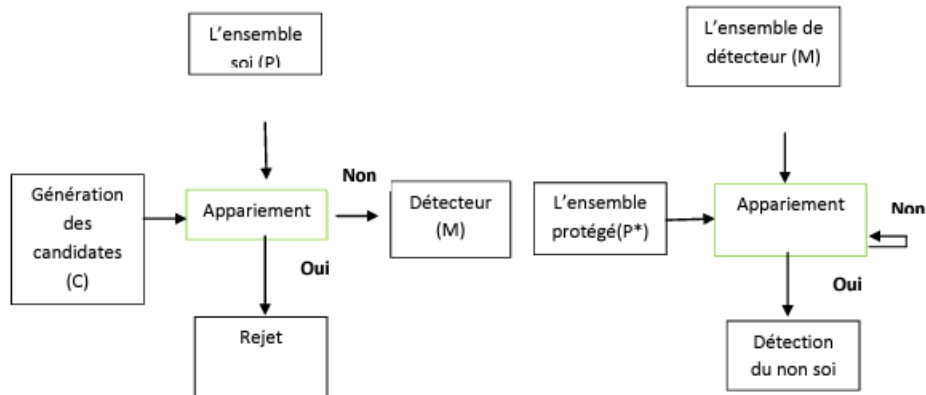 L'ensemble
soi (P)
Génération
des
candidates
(C)
Appariement
Non
Détecteur
(M)
Oui
Rejet
L'ensemble de
détecteur (M)
L'ensemble
protégé(P*)
Appariement
Non
Oui
Détection
du non soi